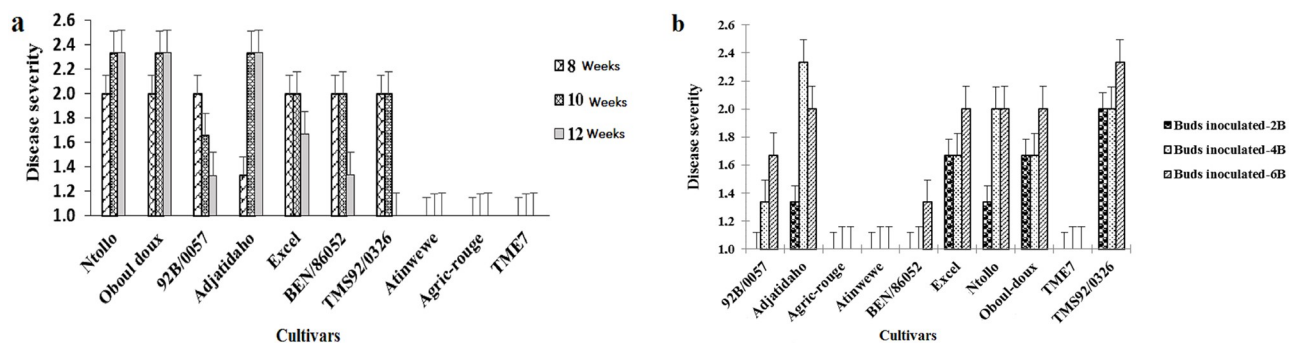 a
Disease severity
2.6
2.4
2.2
2.0
1.8
1.6
1.4
1.2
1.0
Ntollo
Oboul doux
92B/0057
Adjatidaho
Excel
BEN/86052
TMS92/0326
Atinwewe
Agric-rouge
TME7
Cultivars
8 Weeks
10 Weeks
12 Weeks
b
Disease severity
2.6
2.4
2.2
2.0
1.8
1.6
1.4
1.2
1.0
92B/0057
Adjatidaho
Agric-rouge
Atinwewe
BEN/86052
Excel
Ntollo
Oboul-doux
TME7
TMS92/0326
Cultivars
Buds inoculated-2B
Buds inoculated-4B
Buds inoculated-6B